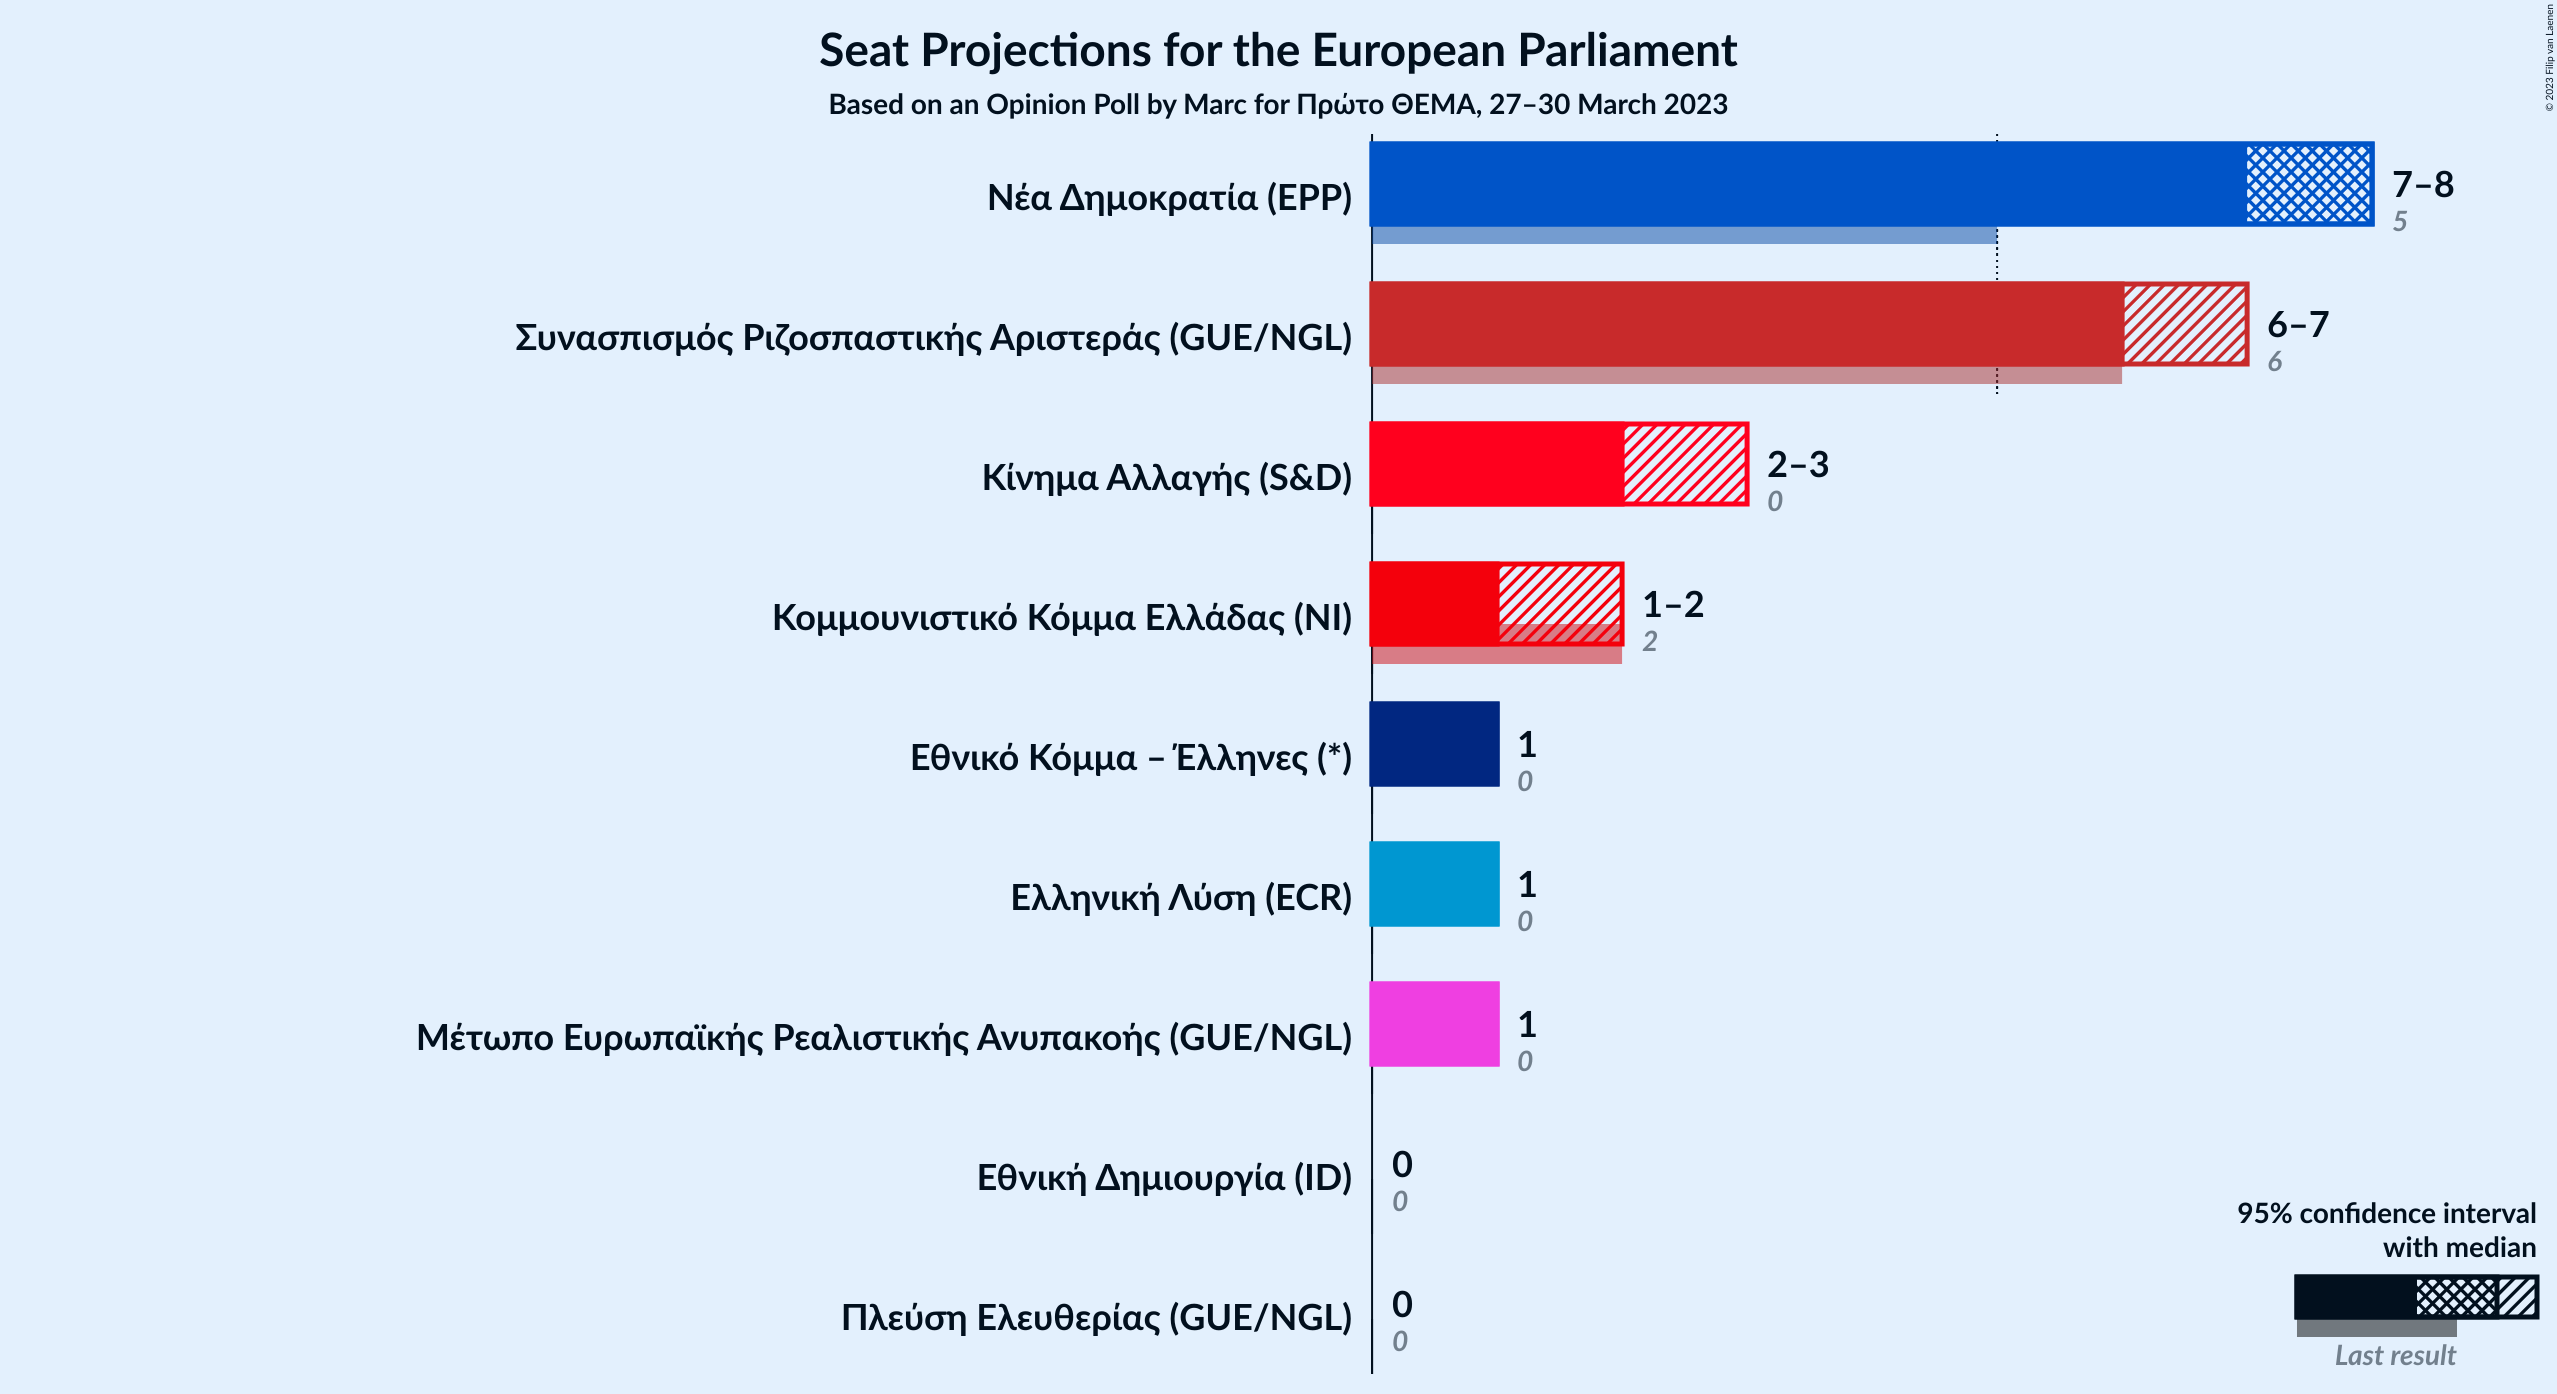 Seat Projections for the European Parliament
Based on an Opinion Poll by Marc for Πρώτο ΘΕΜΑ, 27–30 March 2023
© 2023 Filip van Laenen
Νέα Δημοκρατία (EPP)
7–8
5
Συνασπισμός Ριζοσπαστικής Αριστεράς (GUE/NGL)
6–7
6
Κίνημα Αλλαγής (S&D)
2–3
0
Κομμουνιστικό Κόμμα Ελλάδας (NI)
1–2
2
Εθνικό Κόμμα – Έλληνες (*)
1
0
Ελληνική Λύση (ECR)
1
0
Μέτωπο Ευρωπαϊκής Ρεαλιστικής Ανυπακοής (GUE/NGL)
1
0
Εθνική Δημιουργία (ID)
0
0
Πλεύση Ελευθερίας (GUE/NGL)
0
0
95% confidence interval
with median
Last result